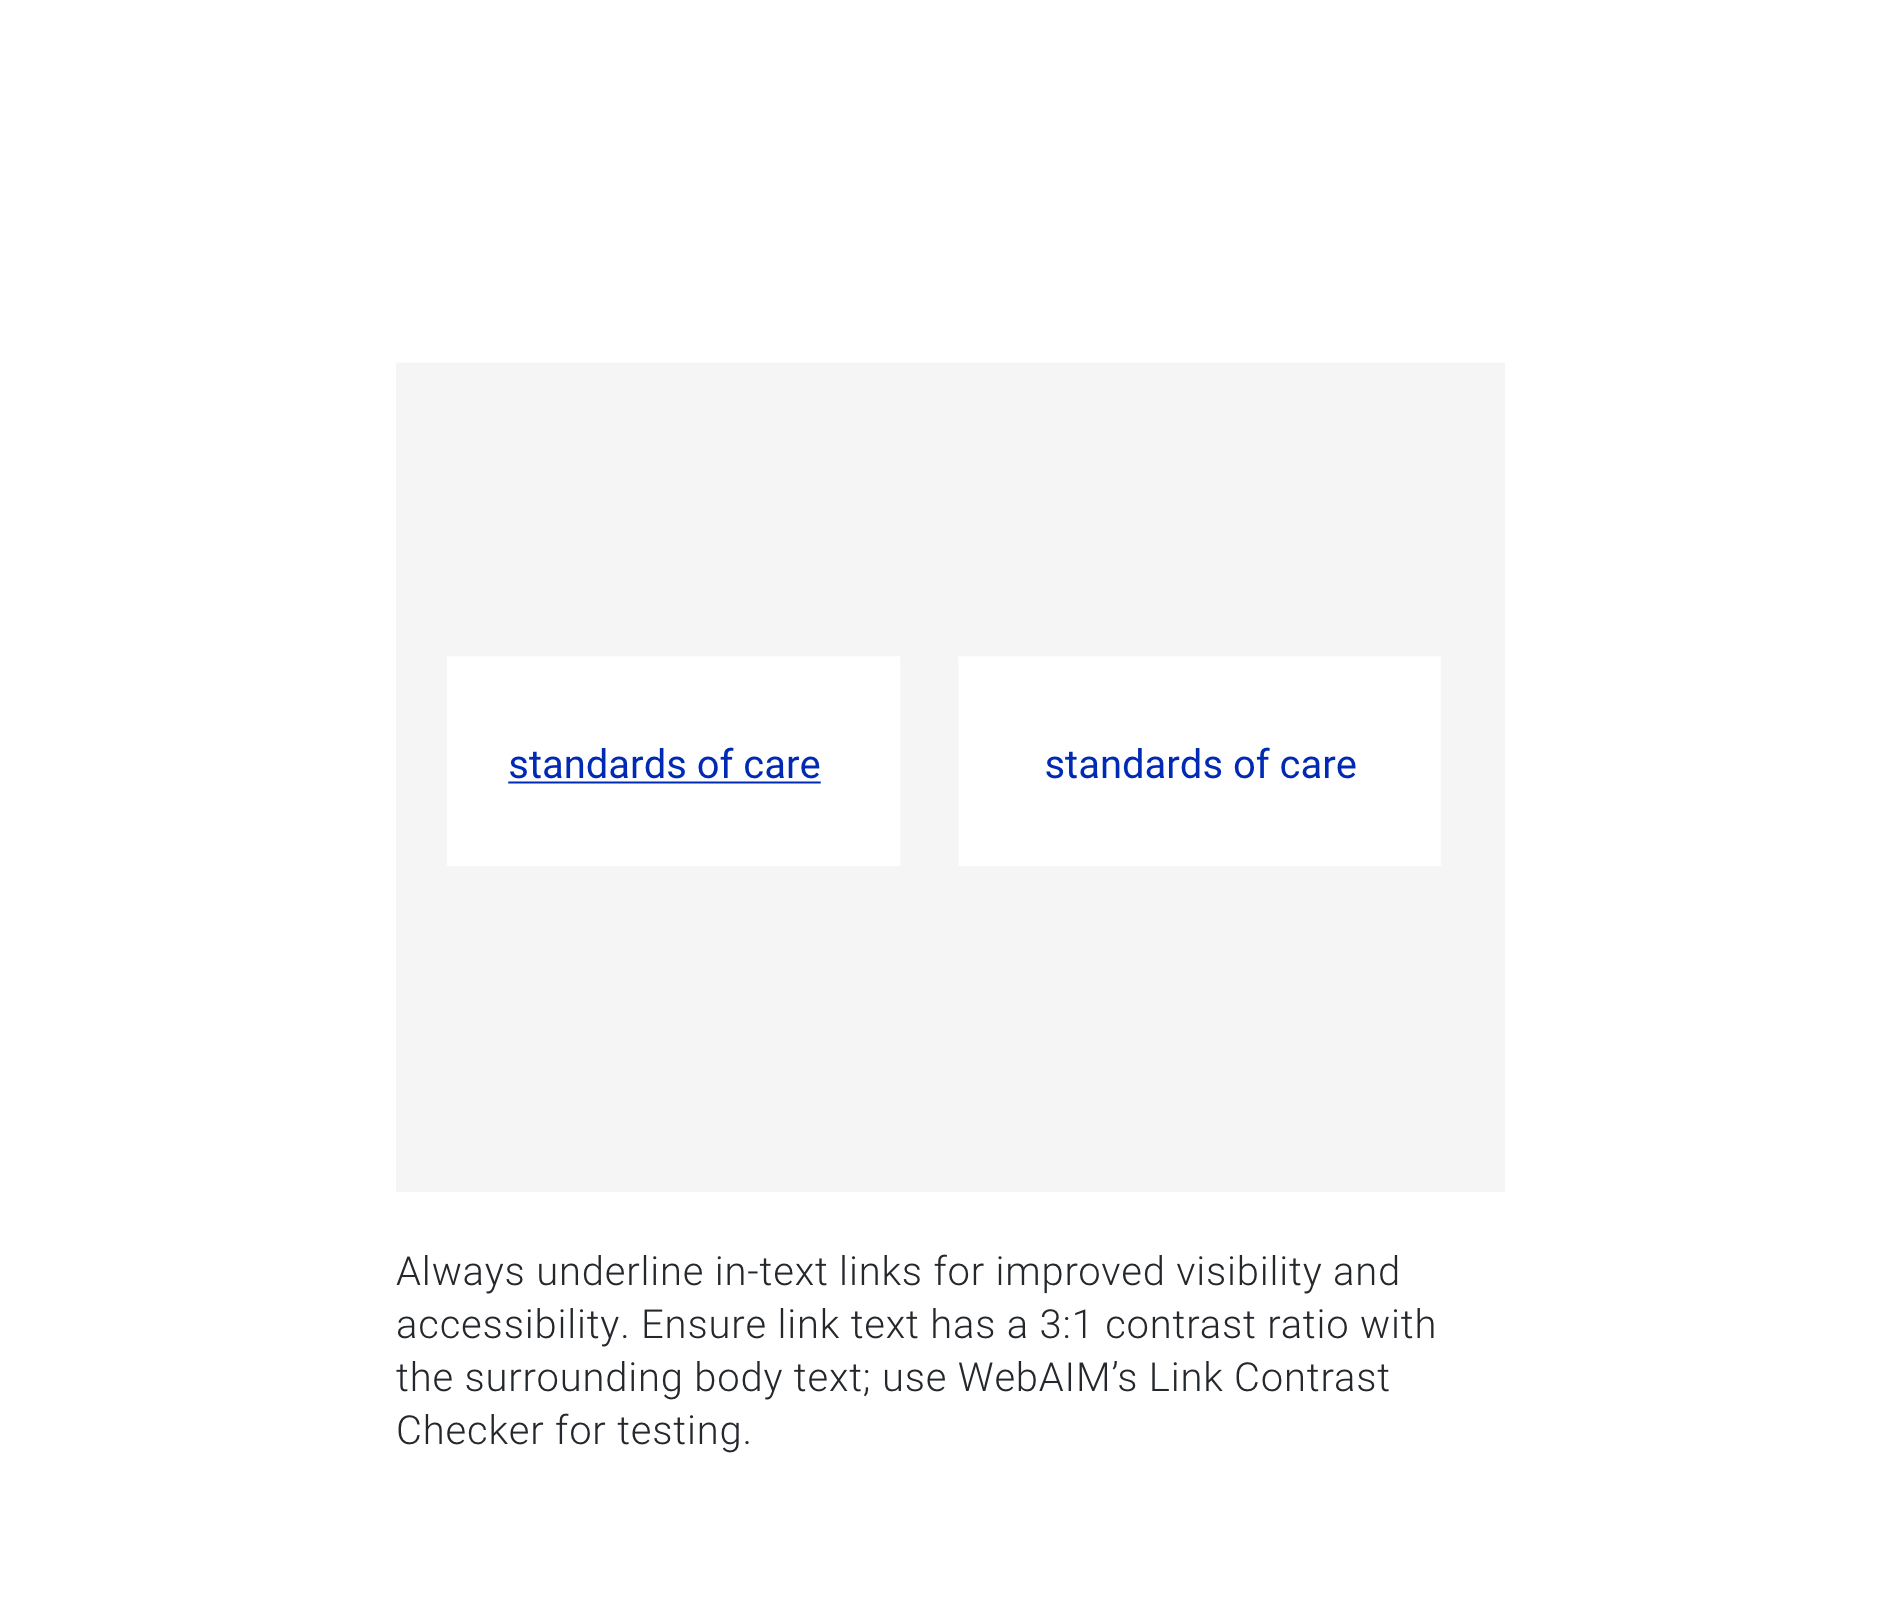 standards of care
standards of care
Always underline in-text links for improved visibility and
accessibility. Ensure link text has a 3:1 contrast ratio with
the surrounding body text; use WebAIM’s Link Contrast
Checker for testing.